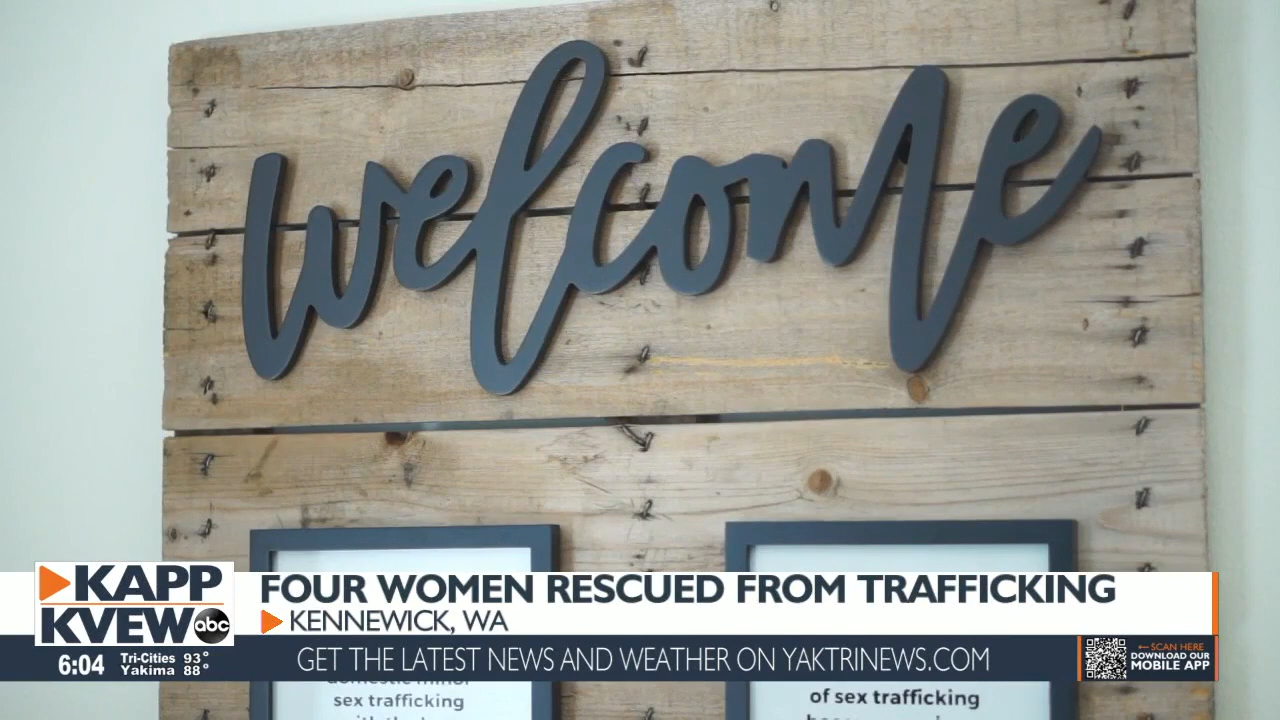 welcome
KAPP
KVEW abc
FOUR WOMEN RESCUED FROM TRAFFICKING
KENNEWICK, WA
6:04
Tri-Cities 93°
Yakima 88°
GET THE LATEST NEWS AND WEATHER ON YAKTRINEWS.COM
SCAN HERE
DOWNLOAD OUR
MOBILE APP
domestic minor
sex trafficking
of sex trafficking